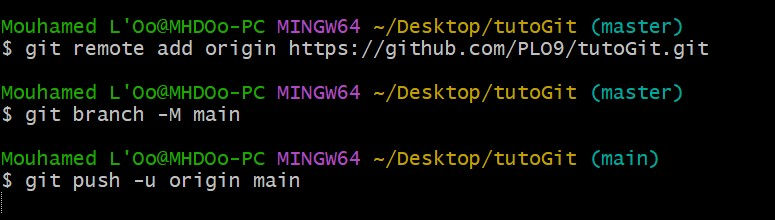 Mouhamed L'Oo@MHDOo-PC MINGW64 ~/Desktop/tutoGit (master)
$ git remote add origin https://github.com/PLO9/tutoGit.git
Mouhamed L'Oo@MHDOo-PC MINGW64 ~/Desktop/tutoGit (master)
$ git branch -M main
Mouhamed L'Oo@MHDOo-PC MINGW64 ~/Desktop/tutoGit (main)
$ git push -u origin main